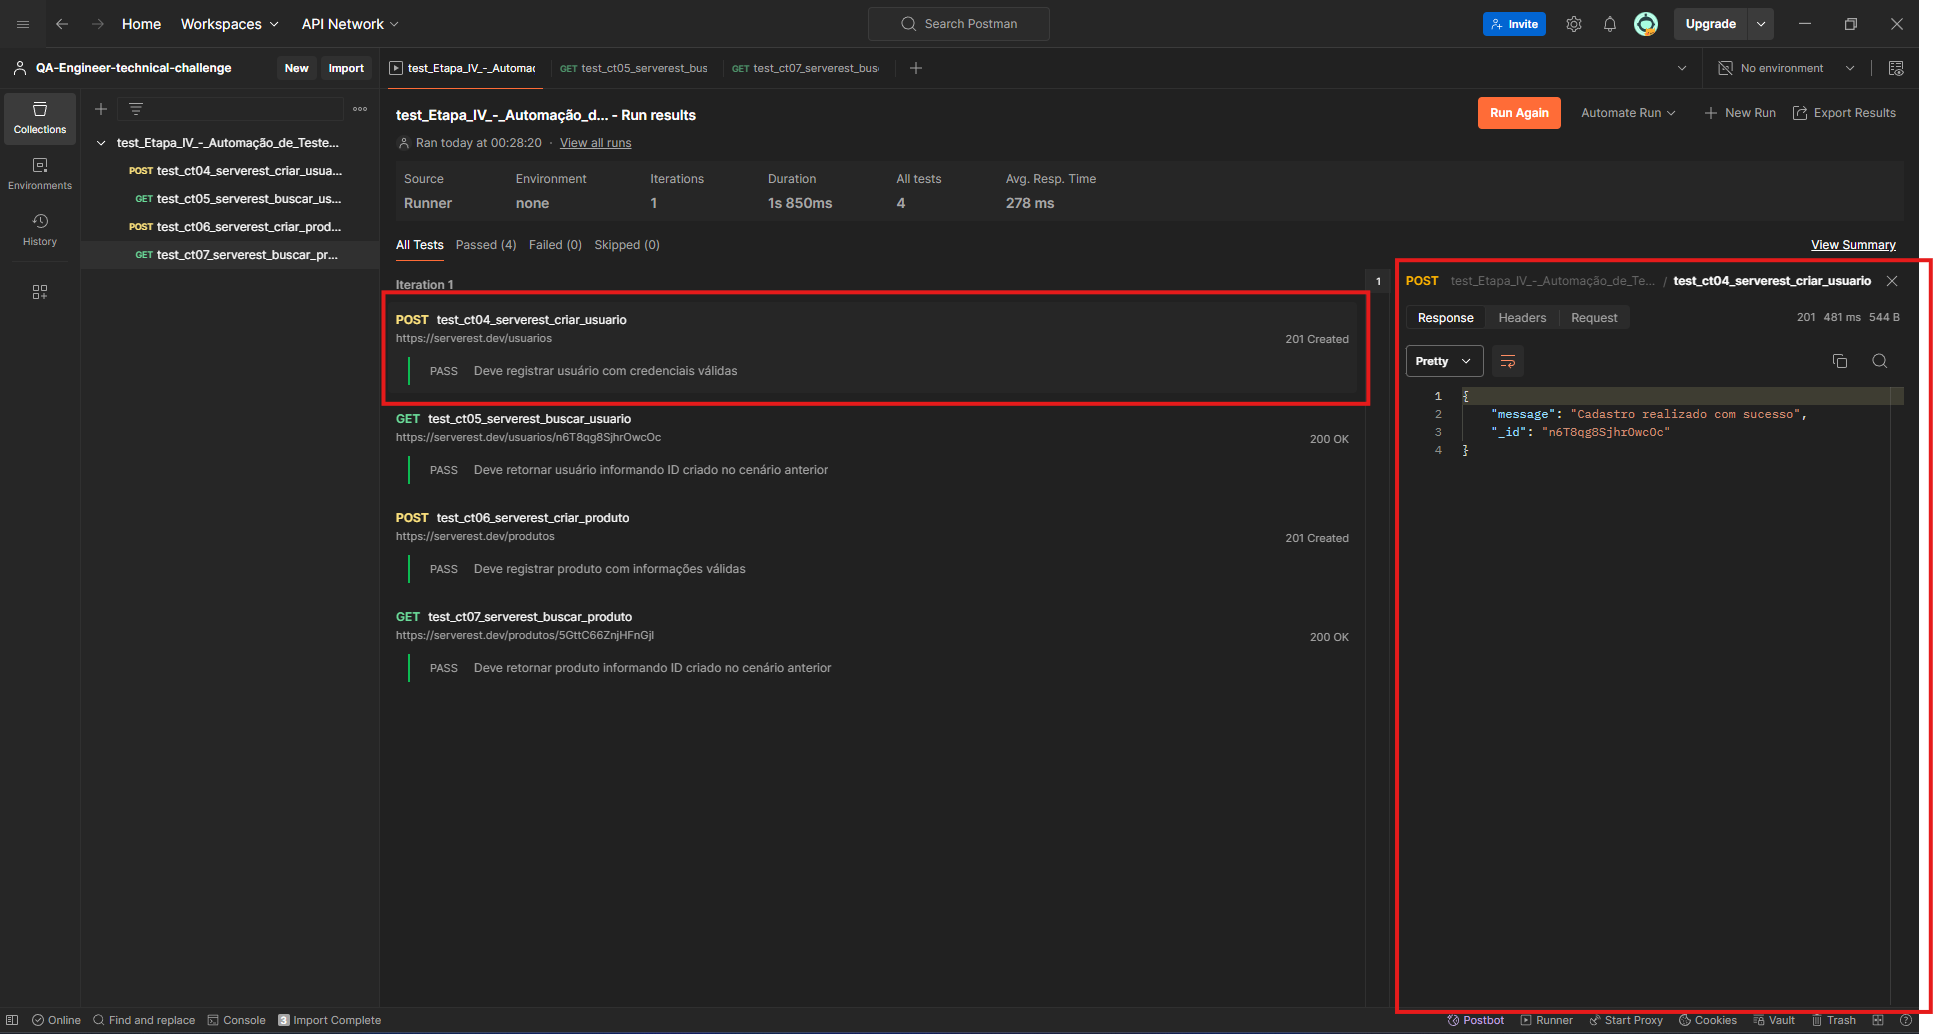 Home Workspaces API Network Search Postman Invite Upgrade
QA-Engineer-technical-challenge New Import
test_Etapa_IV_-_Automaç GET test_ct05_serverest_bus GET test_ct07_serverest_bus No environment
Collections
Environments
History
test_Etapa_IV_-_Automação_de_Teste...
POST test_ct04_serverest_criar_usua...
GET test_ct05_serverest_buscar_us...
POST test_ct06_serverest_criar_prod...
GET test_ct07_serverest_buscar_pr...
test_Etapa_IV_-_Automação_d... - Run results
Run Again Automate Run New Run Export Results
Ran today at 00:28:20 · View all runs
Source Environment Iterations Duration All tests Avg. Resp. Time
Runner none 1 1s 850ms 4 278 ms
All Tests Passed (4) Failed (0) Skipped (0) View Summary
Iteration 1
1
POST test_ct04_serverest_criar_usuario
https://serverest.dev/usuarios
201 Created
PASS Deve registrar usuário com credenciais válidas
GET test_ct05_serverest_buscar_usuario
https://serverest.dev/usuarios/n6T8qg8SjhrOwcOc
200 OK
PASS Deve retornar usuário informando ID criado no cenário anterior
POST test_ct06_serverest_criar_produto
https://serverest.dev/produtos
201 Created
PASS Deve registrar produto com informações válidas
GET test_ct07_serverest_buscar_produto
https://serverest.dev/produtos/5GttC66ZnjHFnGjl
200 OK
PASS Deve retornar produto informando ID criado no cenário anterior
POST test_Etapa_IV_-_Automação_de_Te... / test_ct04_serverest_criar_usuario
Response Headers Request 201 481 ms 544 B
Pretty
1 {
2 "message": "Cadastro realizado com sucesso",
3 "_id": "n6T8qg8SjhrOwcOc"
4 }
Online Find and replace Console 3 Import Complete Postbot Runner Start Proxy Cookies Vault Trash